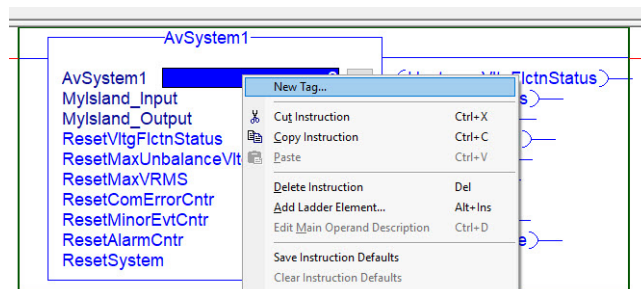 AvSystem1
AvSystem1
FlctnStatus
New Tag...
MyIsland_Input
MyIsland_Output
Cut Instruction Ctrl+X
ResetVltgFlctnStatus
Copy Instruction Ctrl+C
ResetMaxUnbalanceVlt
Paste Ctrl+V
ResetMaxVRMS
Delete Instruction Del
ResetComErrorCntr
Add Ladder Element... Alt+Ins
ResetMinorEvtCntr
Edit Main Operand Description Ctrl+D
ResetAlarmCntr
ResetSystem
Save Instruction Defaults
Clear Instruction Defaults